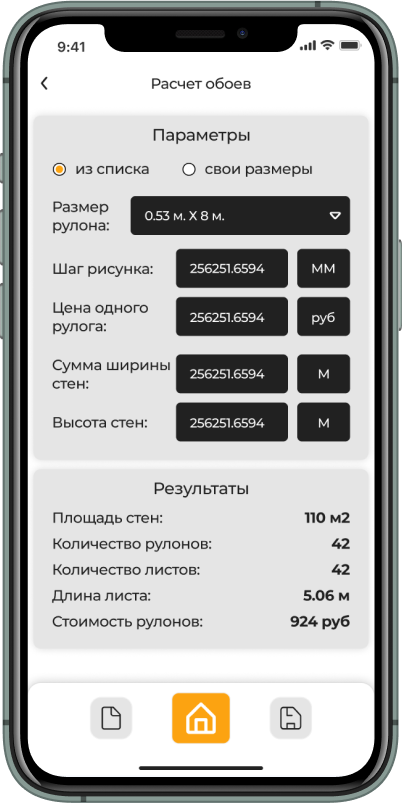 9:41
Расчет обоев
Параметры
из списка свои размеры
Размер
рулона:
0.53 м. X 8 м.
Шаг рисунка: 256251.6594 ММ
Цена одного
рулога:
256251.6594 руб
Сумма ширины
стен:
256251.6594 М
Высота стен: 256251.6594 М
Результаты
Площадь стен: 110 м2
Количество рулонов: 42
Количество листов: 42
Длина листа: 5.06 м
Стоимость рулонов: 924 руб